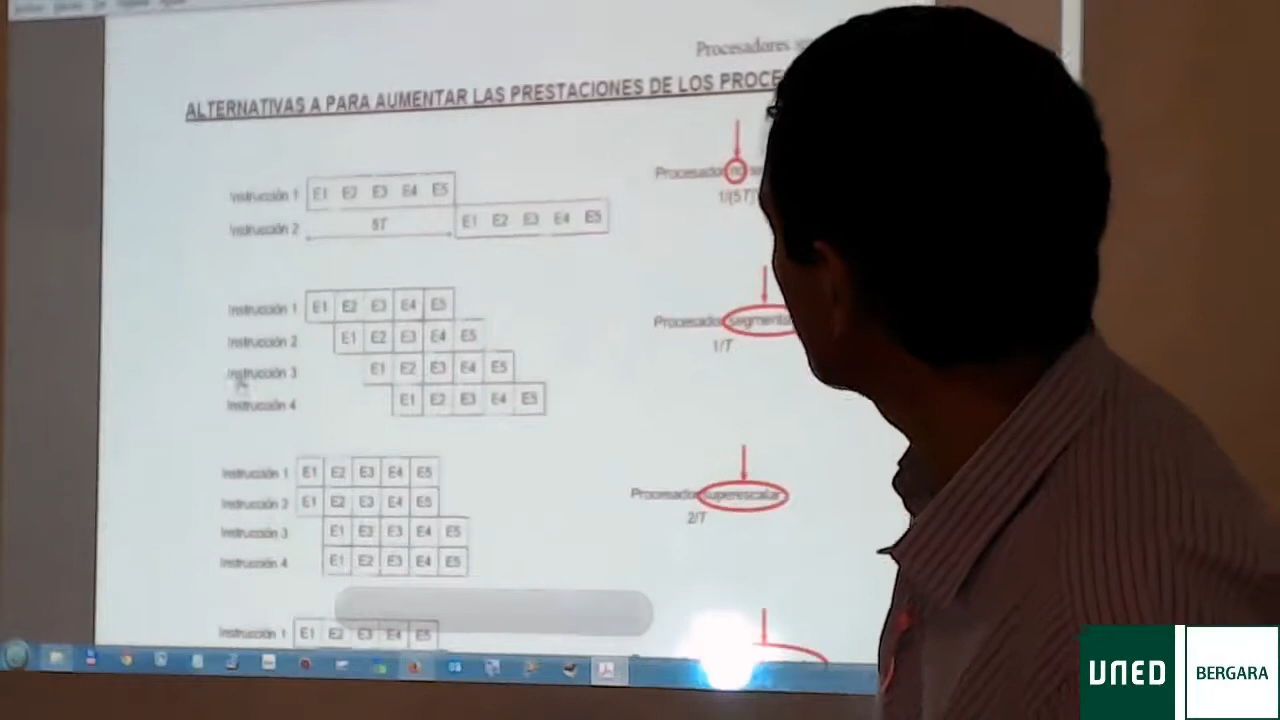 Procesadores
ALTERNATIVAS A PARA AUMENTAR LAS PRESTACIONES DE LOS PROCE
Instrucción 1 E1 E2 E3 E4 E5
Procesador no
1/(5T)
Instrucción 2 5T E1 E2 E3 E4 E5
Instrucción 1 E1 E2 E3 E4 E5
Procesador segmenta
Instrucción 2 E1 E2 E3 E4 E5
1/T
Instrucción 3 E1 E2 E3 E4 E5
Instrucción 4 E1 E2 E3 E4 E5
Instrucción 1 E1 E2 E3 E4 E5
Procesador superescalar
Instrucción 2 E1 E2 E3 E4 E5
2/T
Instrucción 3 E1 E2 E3 E4 E5
Instrucción 4 E1 E2 E3 E4 E5
Instrucción 1 E1 E2 E3 E4 E5
UNED BERGARA